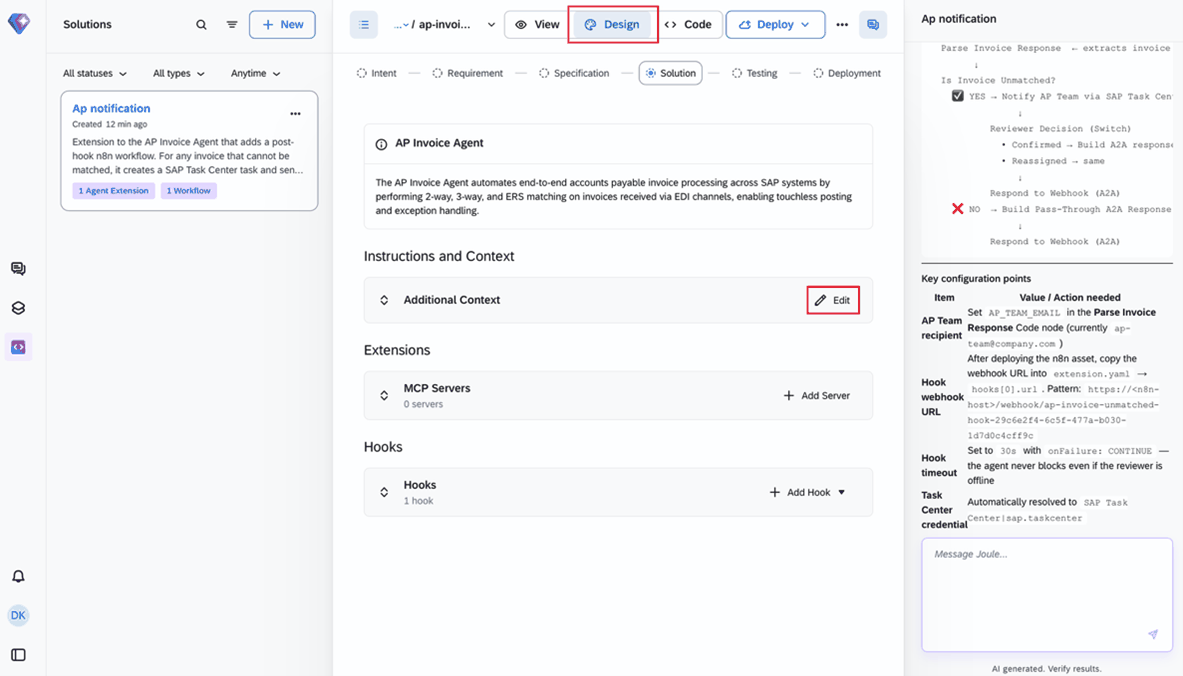 Solutions
New
All statuses
All types
Anytime
Ap notification
Created 12 min ago
Extension to the AP Invoice Agent that adds a post-
hook n8n workflow. For any invoice that cannot be
matched, it creates a SAP Task Center task and sen...
1 Agent Extension
1 Workflow
DK
... / ap-invoi...
View
Design
Code
Deploy
Intent
Requirement
Specification
Solution
Testing
Deployment
AP Invoice Agent
The AP Invoice Agent automates end-to-end accounts payable invoice processing across SAP systems by
performing 2-way, 3-way, and ERS matching on invoices received via EDI channels, enabling touchless posting
and exception handling.
Instructions and Context
Additional Context
Edit
Extensions
MCP Servers
0 servers
Add Server
Hooks
Hooks
1 hook
Add Hook
Ap notification
Parse Invoice Response ← extracts invoice
↓
Is Invoice Unmatched?
YES → Notify AP Team via SAP Task Cen
↓
Reviewer Decision (Switch)
• Confirmed → Build A2A response
• Reassigned → same
↓
Respond to Webhook (A2A)
NO → Build Pass-Through A2A Response
↓
Respond to Webhook (A2A)
Key configuration points
Item
Value / Action needed
AP Team
recipient
Set AP_TEAM_EMAIL in the Parse Invoice
Response Code node (currently ap-
team@company.com )
Hook
webhook
URL
After deploying the n8n asset, copy the
webhook URL into extension.yaml →
hooks[0].url . Pattern: https://<n8n-
host>/webhook/ap-invoice-unmatched-
hook-29c6e2f4-6c5f-477a-b030-
1d7d0c4cff9c
Hook
timeout
Set to 30s with onFailure: CONTINUE —
the agent never blocks even if the reviewer is
offline
Task
Center
credential
Automatically resolved to SAP Task
Center|sap.taskcenter
Message Joule...
AI generated. Verify results.